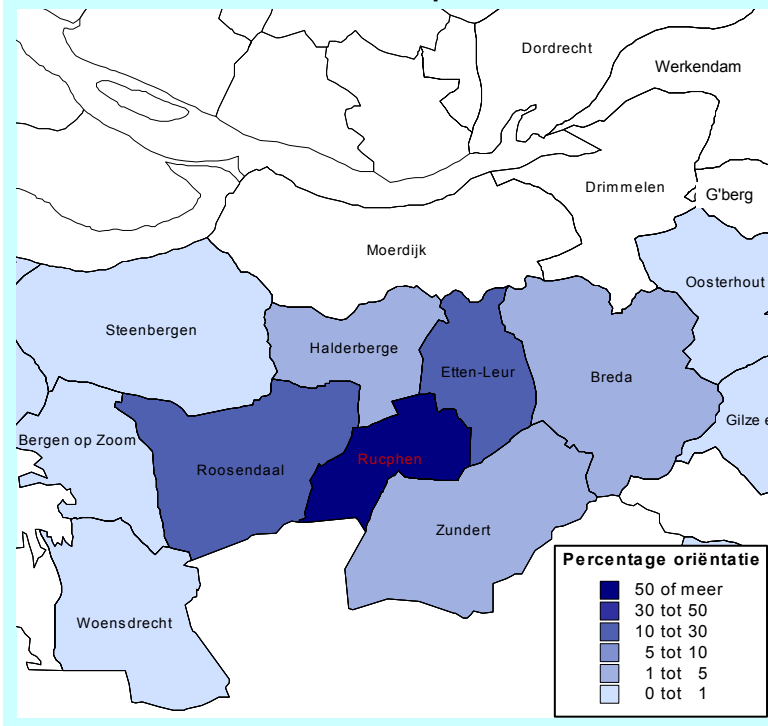 Dordrecht
Werkendam
Drimmelen
G'berg
Moerdijk
Oosterhout
Steenbergen
Halderberge
Etten-Leur
Breda
Gilze e
Bergen op Zoom
Roosendaal
Rucphen
Zundert
Woensdrecht
Percentage oriëntatie
50 of meer
30 tot 50
10 tot 30
5 tot 10
1 tot 5
0 tot 1